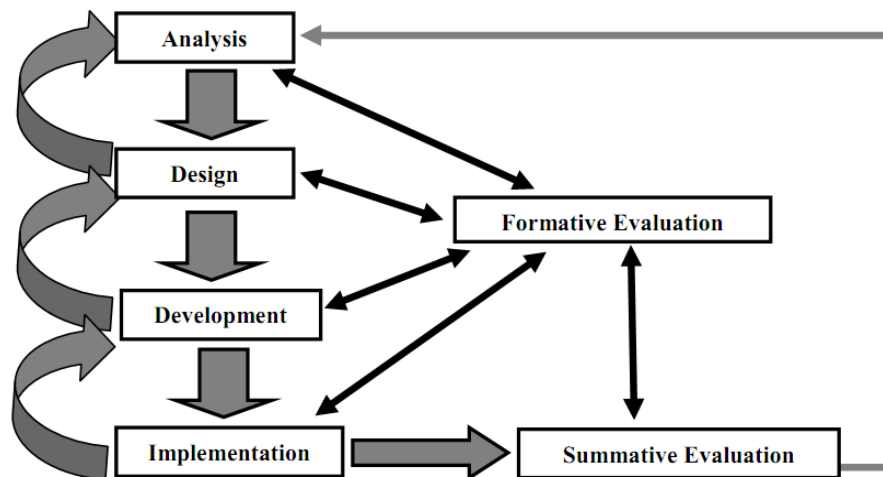 Analysis
Design
Formative Evaluation
Development
Implementation
Summative Evaluation